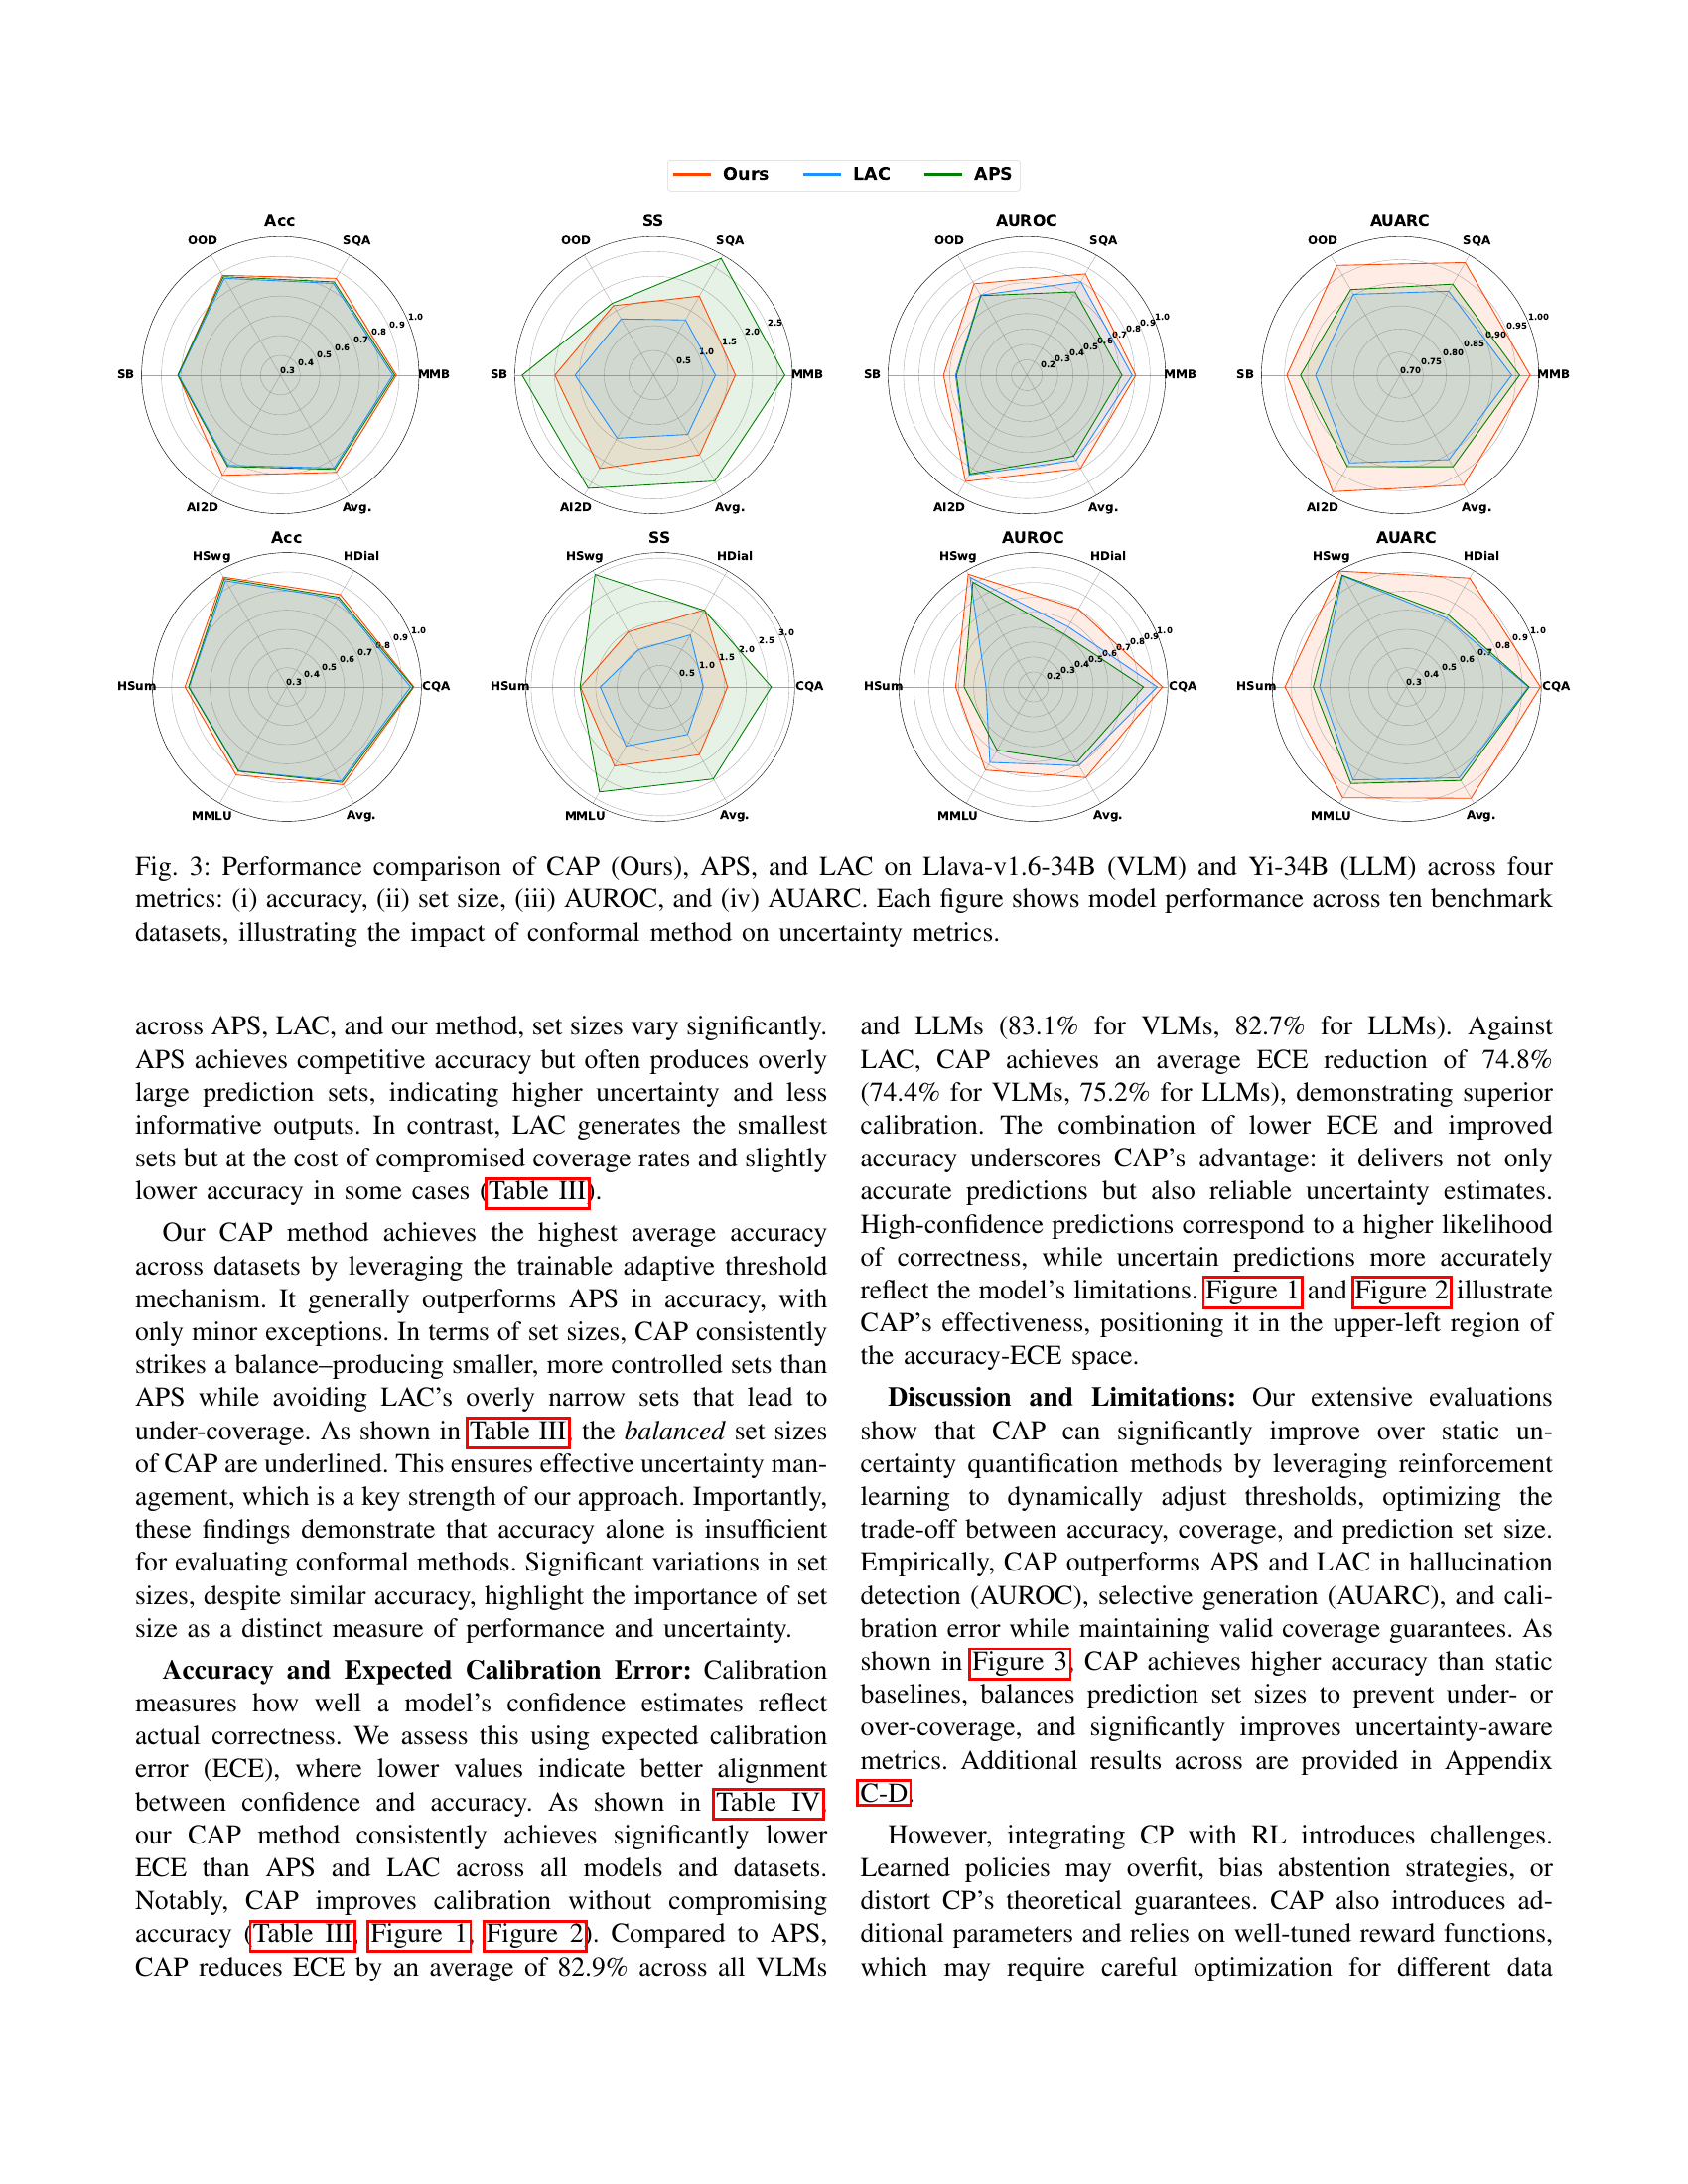 Ours LAC APS
Acc SS AUROC AUARC
OOD SQA OOD SQA OOD SQA OOD SQA
SB MMB SB MMB SB MMB SB MMB
0.3 0.4 0.5 0.6 0.7 0.8 0.9 1.0
0.5 1.0 1.5 2.0 2.5
0.2 0.3 0.4 0.5 0.6 0.7 0.8 0.9 1.0
0.70 0.75 0.80 0.85 0.90 0.95 1.00
AI2D Avg. AI2D Avg. AI2D Avg. AI2D Avg.
Acc SS AUROC AUARC
HSwg HDial HSwg HDial HSwg HDial HSwg HDial
HSum CQA HSum CQA HSum CQA HSum CQA
0.3 0.4 0.5 0.6 0.7 0.8 0.9 1.0
0.5 1.0 1.5 2.0 2.5 3.0
0.2 0.3 0.4 0.5 0.6 0.7 0.8 0.9 1.0
0.3 0.4 0.5 0.6 0.7 0.8 0.9 1.0
MMLU Avg. MMLU Avg. MMLU Avg. MMLU Avg.
Fig. 3: Performance comparison of CAP (Ours), APS, and LAC on Llava-v1.6-34B (VLM) and Yi-34B (LLM) across four
metrics: (i) accuracy, (ii) set size, (iii) AUROC, and (iv) AUARC. Each figure shows model performance across ten benchmark
datasets, illustrating the impact of conformal method on uncertainty metrics.
across APS, LAC, and our method, set sizes vary significantly.
APS achieves competitive accuracy but often produces overly
large prediction sets, indicating higher uncertainty and less
informative outputs. In contrast, LAC generates the smallest
sets but at the cost of compromised coverage rates and slightly
lower accuracy in some cases (Table III).
Our CAP method achieves the highest average accuracy
across datasets by leveraging the trainable adaptive threshold
mechanism. It generally outperforms APS in accuracy, with
only minor exceptions. In terms of set sizes, CAP consistently
strikes a balance–producing smaller, more controlled sets than
APS while avoiding LAC's overly narrow sets that lead to
under-coverage. As shown in Table III, the balanced set sizes
of CAP are underlined. This ensures effective uncertainty man-
agement, which is a key strength of our approach. Importantly,
these findings demonstrate that accuracy alone is insufficient
for evaluating conformal methods. Significant variations in set
sizes, despite similar accuracy, highlight the importance of set
size as a distinct measure of performance and uncertainty.
Accuracy and Expected Calibration Error: Calibration
measures how well a model's confidence estimates reflect
actual correctness. We assess this using expected calibration
error (ECE), where lower values indicate better alignment
between confidence and accuracy. As shown in Table IV,
our CAP method consistently achieves significantly lower
ECE than APS and LAC across all models and datasets.
Notably, CAP improves calibration without compromising
accuracy (Table III, Figure 1, Figure 2). Compared to APS,
CAP reduces ECE by an average of 82.9% across all VLMs
and LLMs (83.1% for VLMs, 82.7% for LLMs). Against
LAC, CAP achieves an average ECE reduction of 74.8%
(74.4% for VLMs, 75.2% for LLMs), demonstrating superior
calibration. The combination of lower ECE and improved
accuracy underscores CAP's advantage: it delivers not only
accurate predictions but also reliable uncertainty estimates.
High-confidence predictions correspond to a higher likelihood
of correctness, while uncertain predictions more accurately
reflect the model's limitations. Figure 1 and Figure 2 illustrate
CAP's effectiveness, positioning it in the upper-left region of
the accuracy-ECE space.
Discussion and Limitations: Our extensive evaluations
show that CAP can significantly improve over static un-
certainty quantification methods by leveraging reinforcement
learning to dynamically adjust thresholds, optimizing the
trade-off between accuracy, coverage, and prediction set size.
Empirically, CAP outperforms APS and LAC in hallucination
detection (AUROC), selective generation (AUARC), and cali-
bration error while maintaining valid coverage guarantees. As
shown in Figure 3, CAP achieves higher accuracy than static
baselines, balances prediction set sizes to prevent under- or
over-coverage, and significantly improves uncertainty-aware
metrics. Additional results across are provided in Appendix
C-D.
However, integrating CP with RL introduces challenges.
Learned policies may overfit, bias abstention strategies, or
distort CP's theoretical guarantees. CAP also introduces ad-
ditional parameters and relies on well-tuned reward functions,
which may require careful optimization for different data